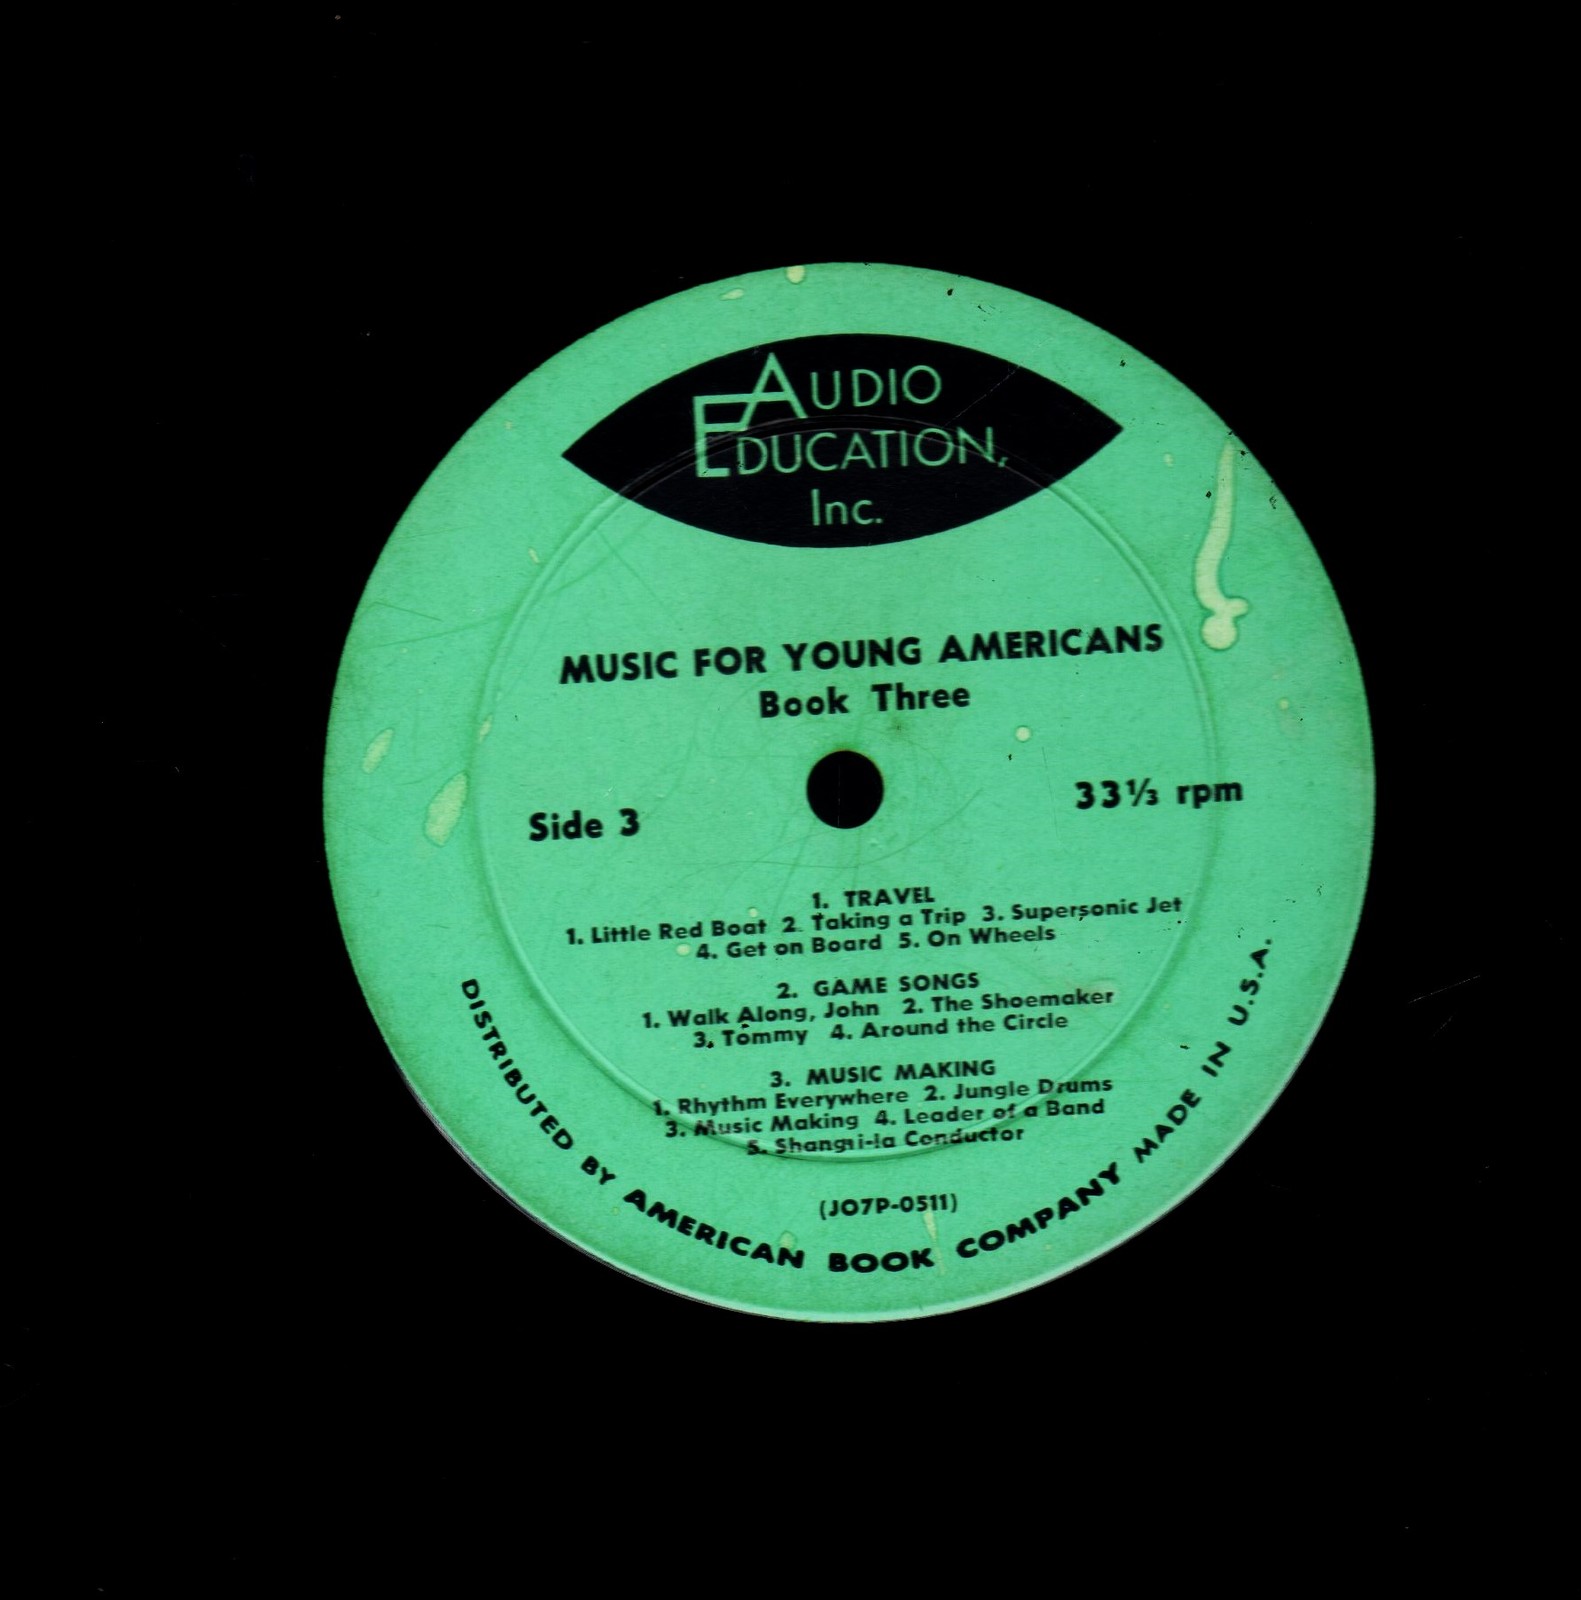 AUDIO
EDUCATION,
Inc.
MUSIC FOR YOUNG AMERICANS
Book Three
Side 3
33⅓ rpm
1. TRAVEL
1. Little Red Boat 2. Taking a Trip 3. Supersonic Jet
4. Get on Board 5. On Wheels
2. GAME SONGS
1. Walk Along, John 2. The Shoemaker
3. Tommy 4. Around the Circle
3. MUSIC MAKING
1. Rhythm Everywhere 2. Jungle Drums
3. Music Making 4. Leader of a Band
5. Shangri-la Conductor
(JO7P-0511)
DISTRIBUTED BY AMERICAN BOOK COMPANY MADE IN U.S.A.